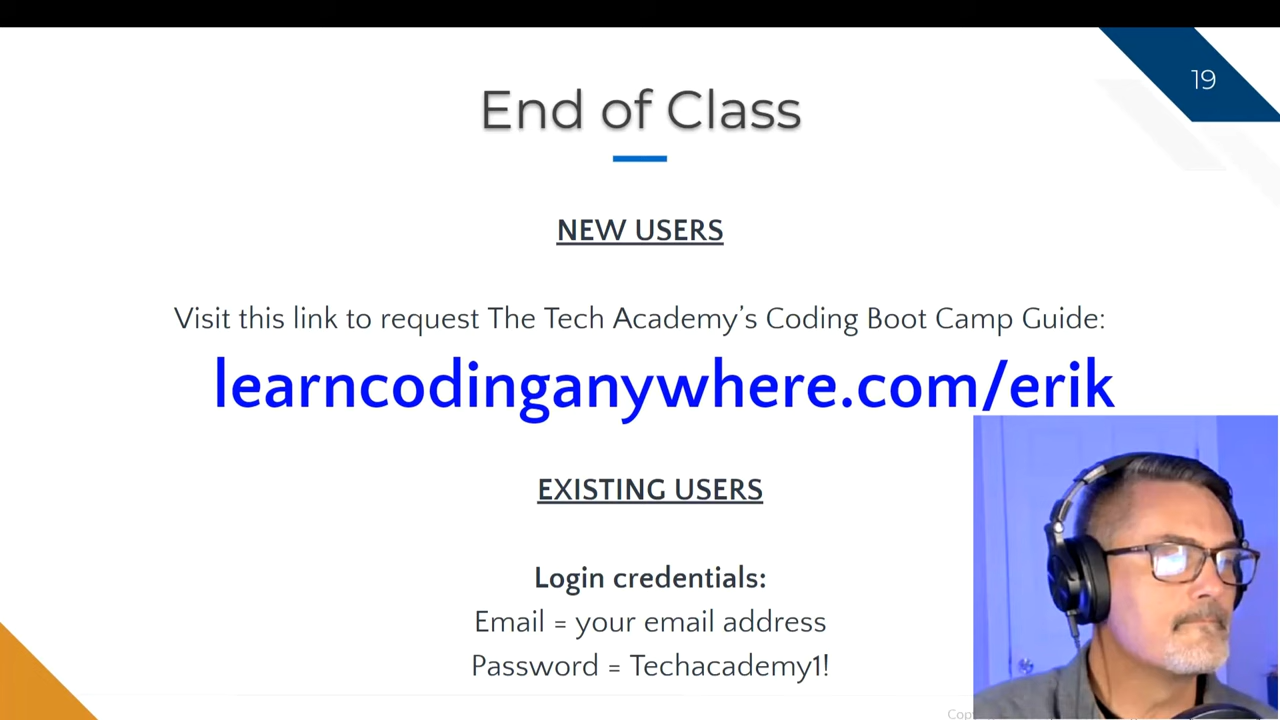 19
End of Class
NEW USERS
Visit this link to request The Tech Academy’s Coding Boot Camp Guide:
learncodinganywhere.com/erik
EXISTING USERS
Login credentials:
Email = your email address
Password = Techacademy1!